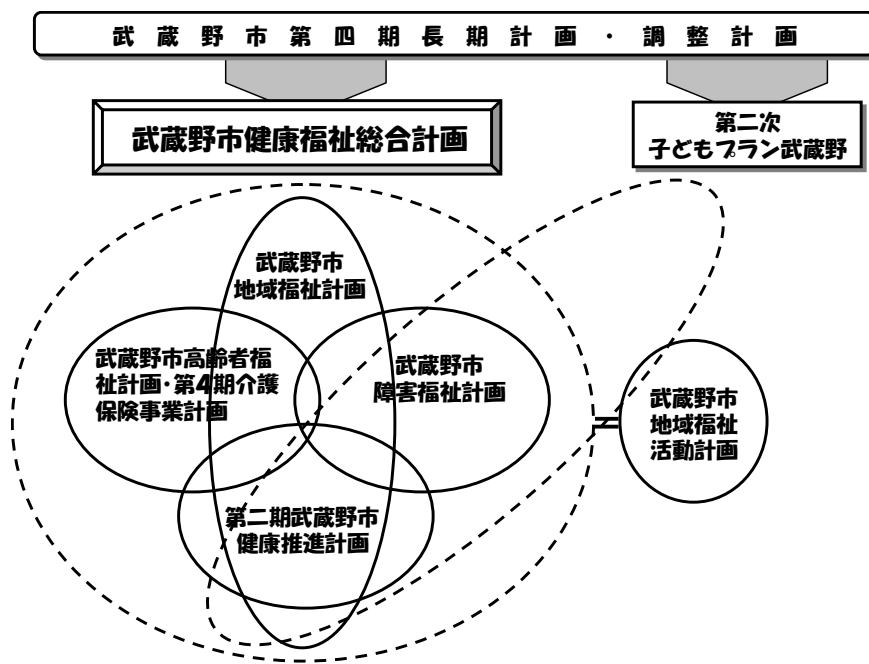 武蔵野市第四期長期計画・調整計画
武蔵野市健康福祉総合計画
第二次
子どもプラン武蔵野
武蔵野市
地域福祉計画
武蔵野市高齢者福
祉計画・第4期介護
保険事業計画
武蔵野市
障害福祉計画
武蔵野市
地域福祉
活動計画
第二期武蔵野市
健康推進計画